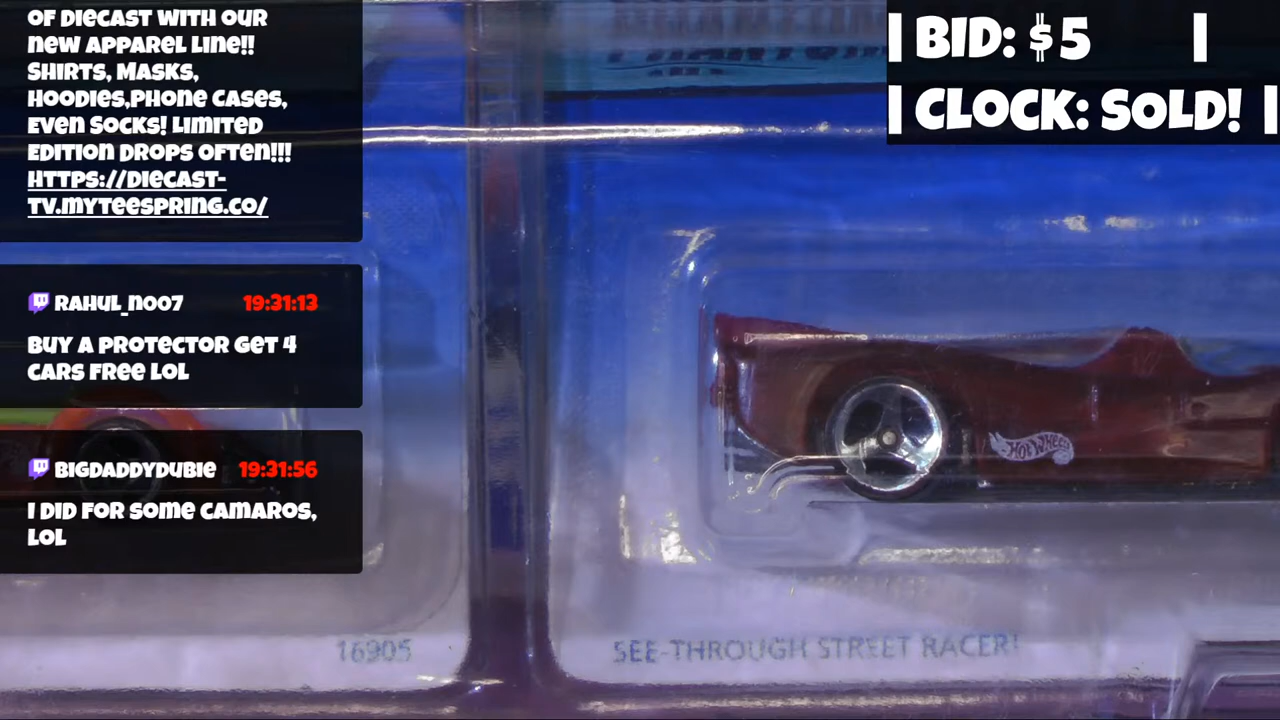 OF DIECAST WITH OUR
NEW APPAREL LINE!!
SHIRTS, MASKS,
HOODIES,PHONE CASES,
EVEN SOCKS! LIMITED
EDITION DROPS OFTEN!!!
HTTPS://DIECAST-
TV.MYTEESPRING.CO/
RAHUL_N007 19:31:13
BUY A PROTECTOR GET 4
CARS FREE LOL
BIGDADDYDUBIE 19:31:56
I DID FOR SOME CAMAROS,
LOL
| BID: $5 |
| CLOCK: SOLD! |
HOT WHEELS
16905
SEE-THROUGH STREET RACER!